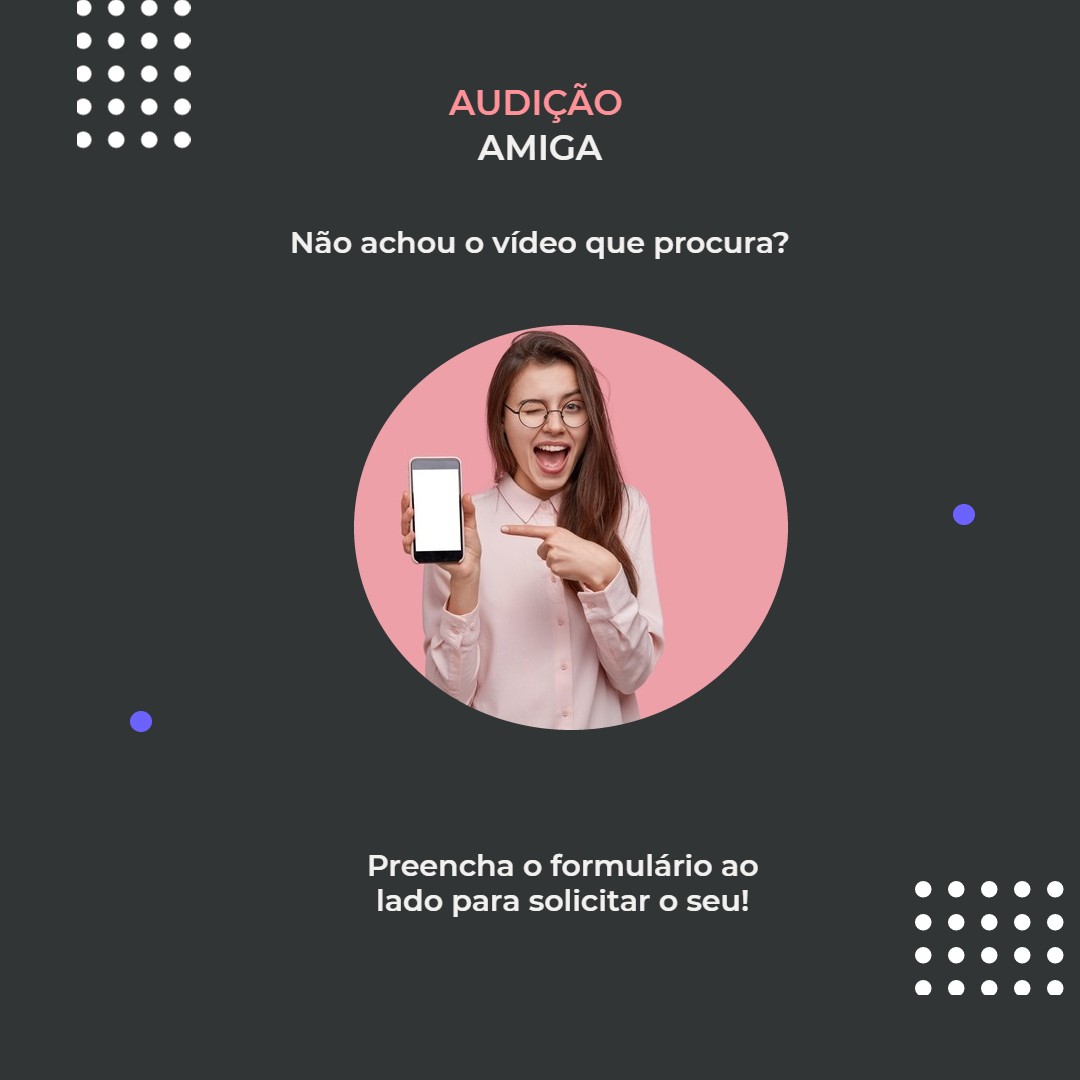 AUDIÇÃO
AMIGA
Não achou o vídeo que procura?
Preencha o formulário ao
lado para solicitar o seu!